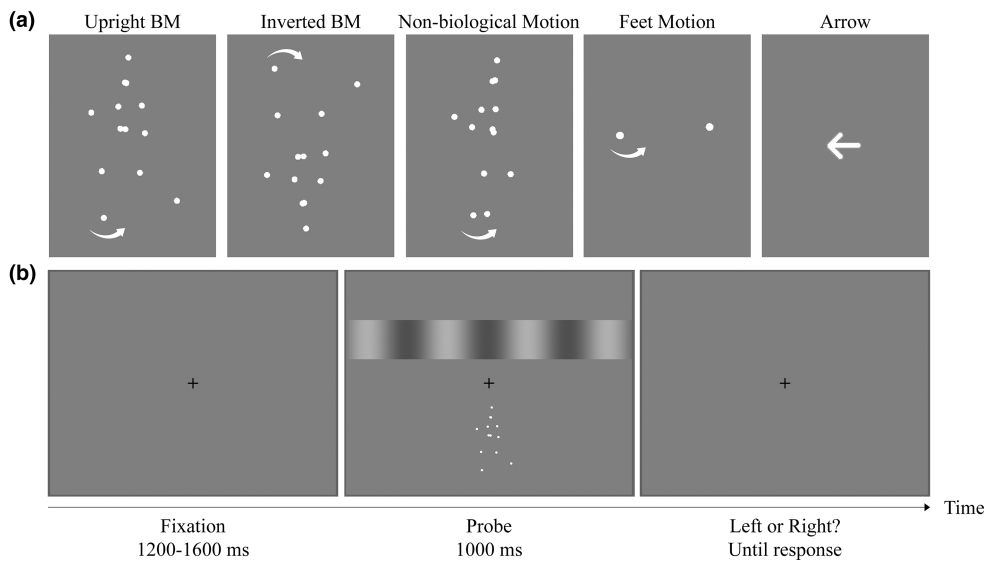 (a)
Upright BM
Inverted BM
Non-biological Motion
Feet Motion
Arrow
(b)
Time
Fixation
1200-1600 ms
Probe
1000 ms
Left or Right?
Until response